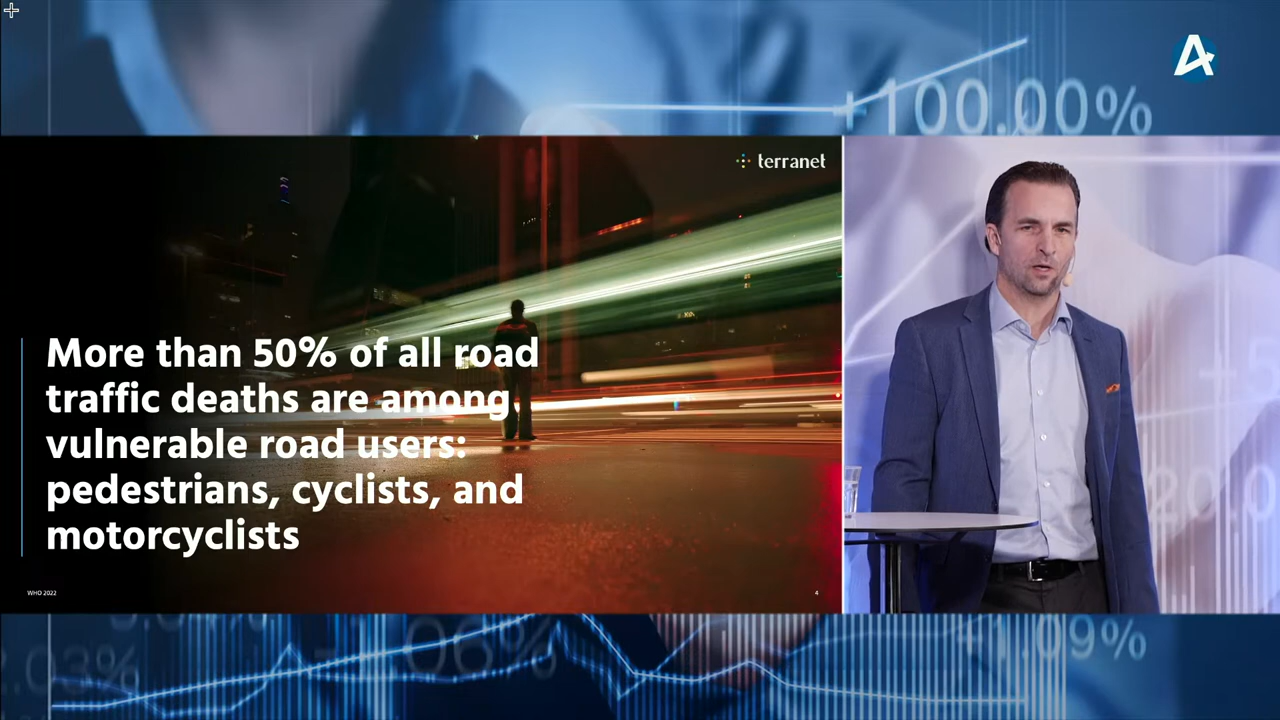 +100.00%
terranet
More than 50% of all road
traffic deaths are among
vulnerable road users:
pedestrians, cyclists, and
motorcyclists
WHO 2022
4
+1.09%